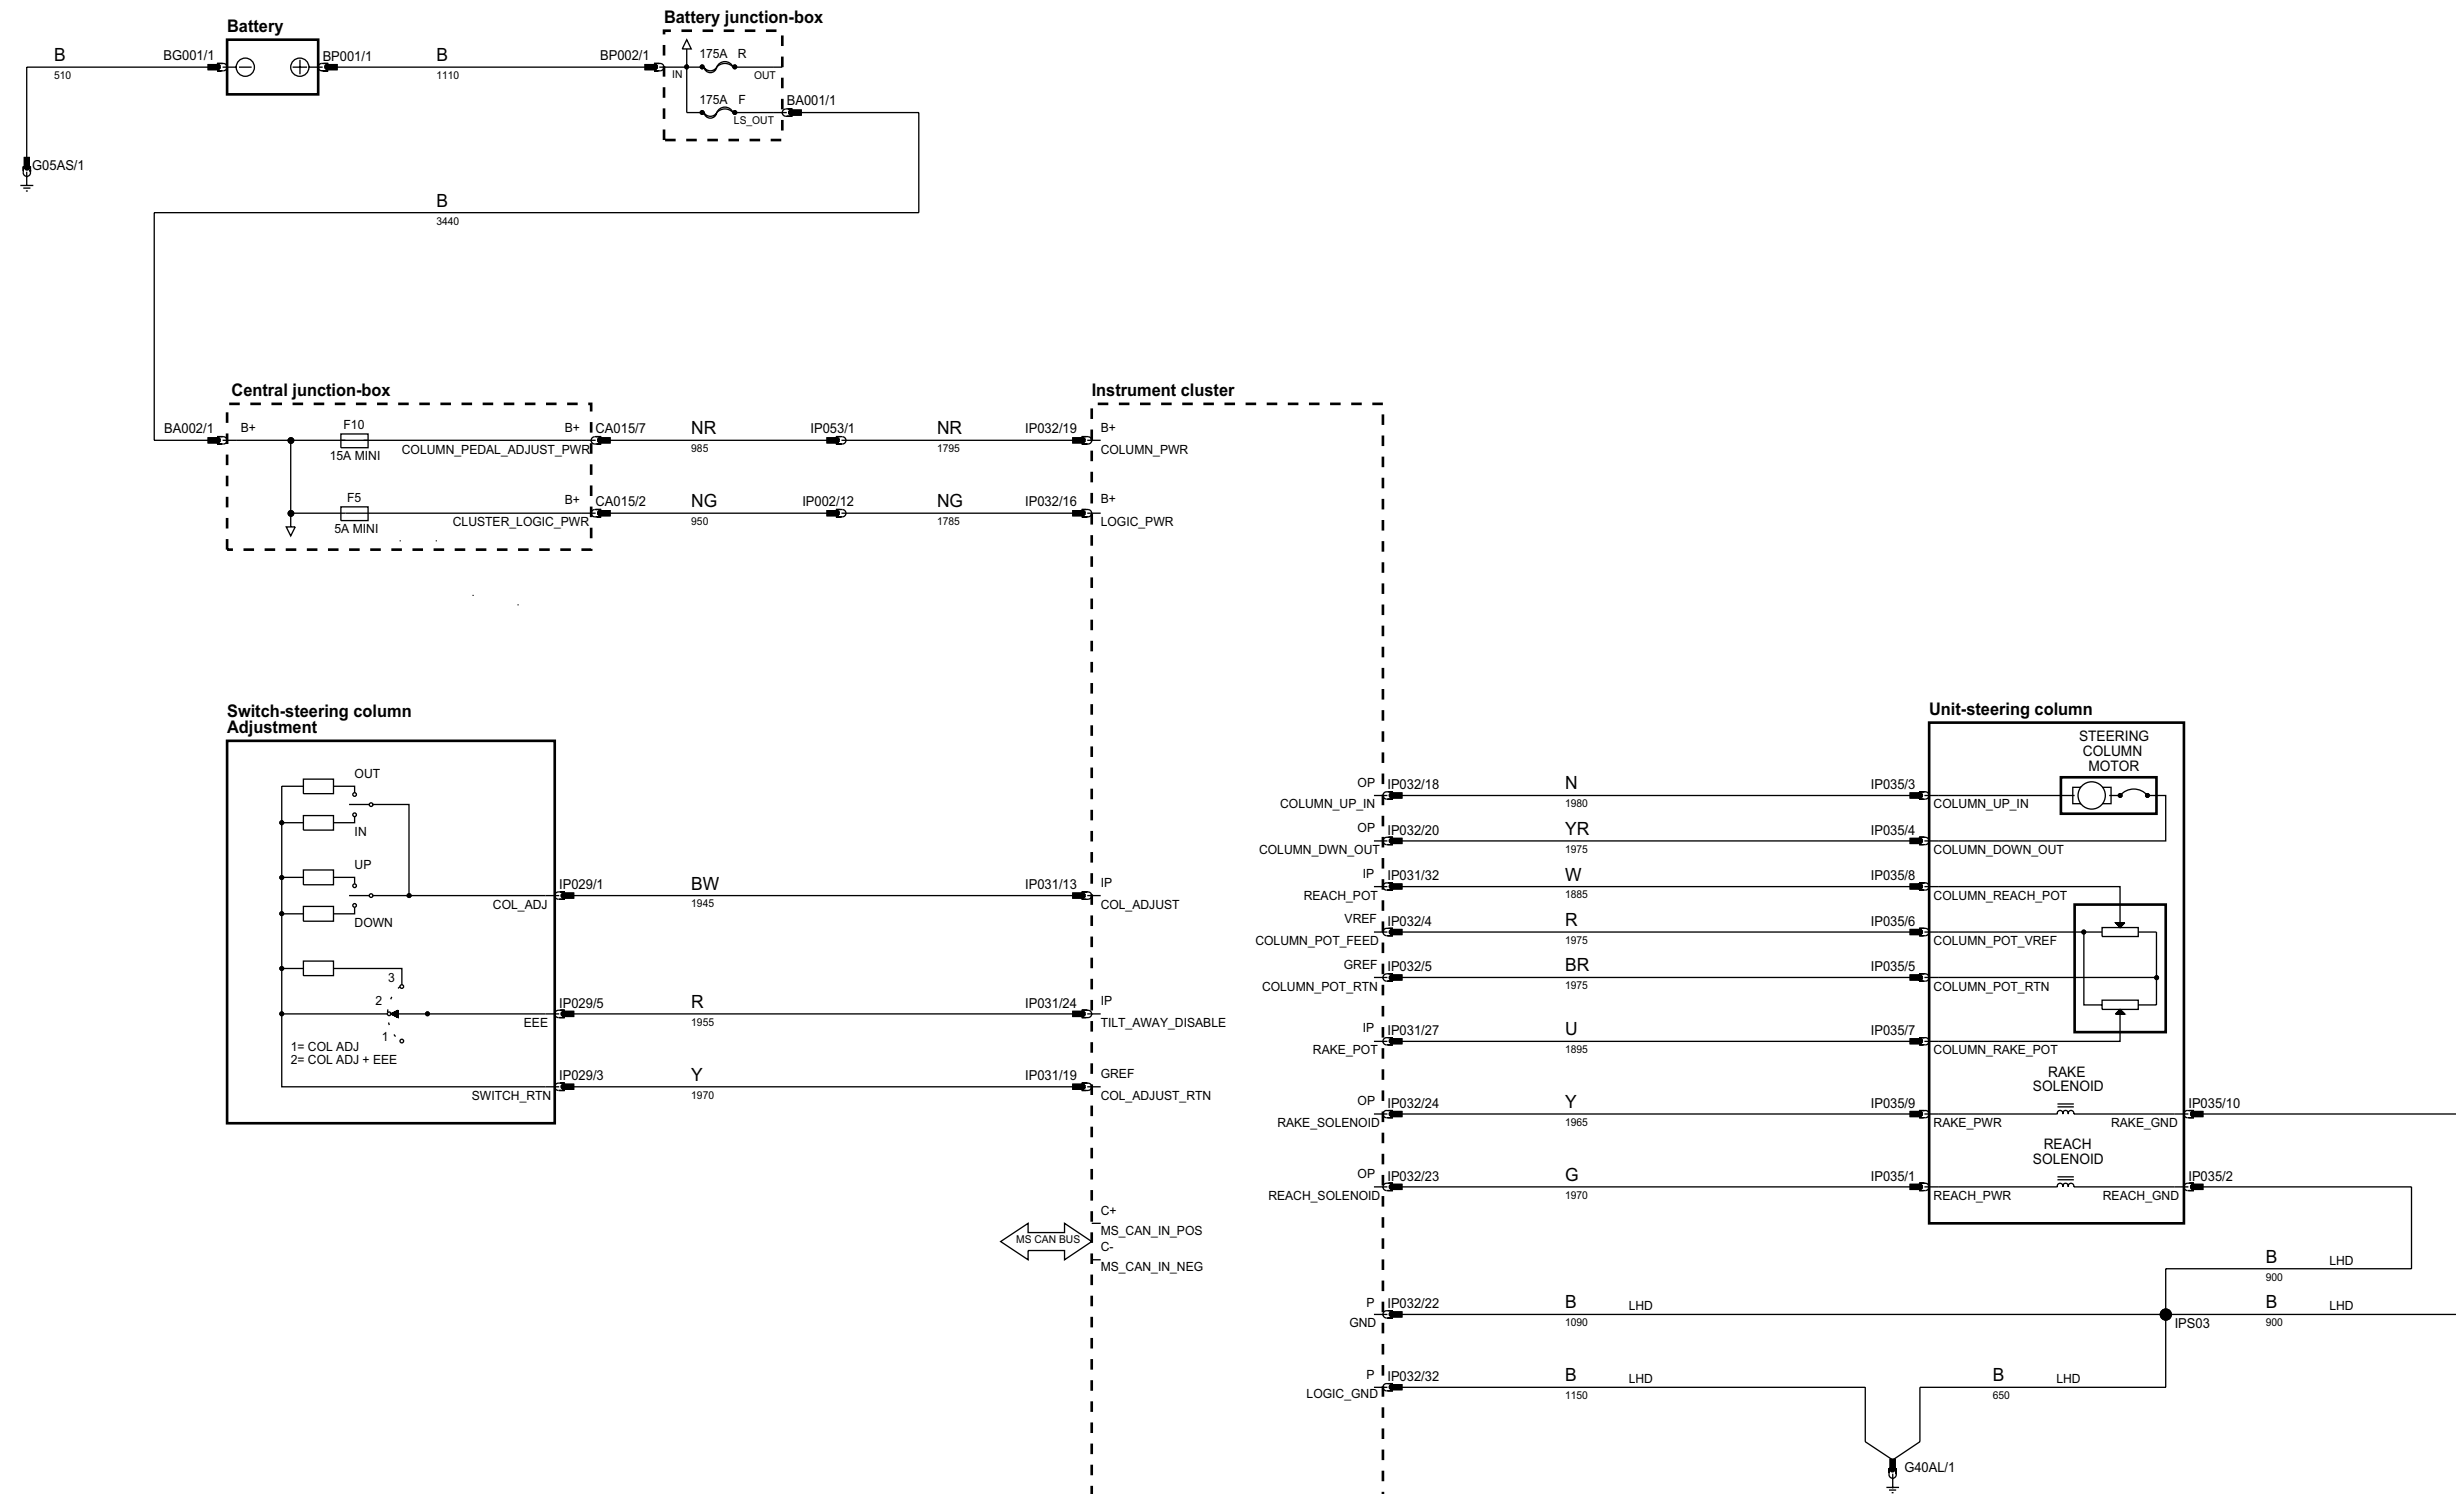 Battery
Battery junction-box
B
510
BG001/1
BP001/1
B
1110
BP002/1
IN
175A R
OUT
175A F
LS_OUT
BA001/1
G05AS/1
B
3440
Central junction-box
BA002/1
B+
F10
15A MINI
B+
COLUMN_PEDAL_ADJUST_PWR
CA015/7
NR
985
IP053/1
NR
1795
IP032/19
F5
5A MINI
B+
CLUSTER_LOGIC_PWR
CA015/2
NG
950
IP002/12
NG
1785
IP032/16
Instrument cluster
B+
COLUMN_PWR
B+
LOGIC_PWR
Switch-steering column
Adjustment
OUT
IN
UP
DOWN
3
2
1
1= COL ADJ
2= COL ADJ + EEE
COL_ADJ
IP029/1
BW
1945
IP031/13
IP
COL_ADJUST
EEE
IP029/5
R
1955
IP031/24
IP
TILT_AWAY_DISABLE
SWITCH_RTN
IP029/3
Y
1970
IP031/19
GREF
COL_ADJUST_RTN
MS CAN BUS
C+
MS_CAN_IN_POS
C-
MS_CAN_IN_NEG
OP
COLUMN_UP_IN
IP032/18
N
1980
IP035/3
COLUMN_UP_IN
OP
COLUMN_DWN_OUT
IP032/20
YR
1975
IP035/4
COLUMN_DOWN_OUT
IP
REACH_POT
IP031/32
W
1885
IP035/8
COLUMN_REACH_POT
VREF
COLUMN_POT_FEED
IP032/4
R
1975
IP035/6
COLUMN_POT_VREF
GREF
COLUMN_POT_RTN
IP032/5
BR
1975
IP035/5
COLUMN_POT_RTN
IP
RAKE_POT
IP031/27
U
1895
IP035/7
COLUMN_RAKE_POT
OP
RAKE_SOLENOID
IP032/24
Y
1965
IP035/9
RAKE_PWR
OP
REACH_SOLENOID
IP032/23
G
1970
IP035/1
REACH_PWR
Unit-steering column
STEERING
COLUMN
MOTOR
RAKE
SOLENOID
RAKE_GND
IP035/10
REACH
SOLENOID
REACH_GND
IP035/2
B
900
LHD
P
GND
IP032/22
B
1090
LHD
IPS03
B
900
LHD
P
LOGIC_GND
IP032/32
B
1150
LHD
B
650
LHD
G40AL/1